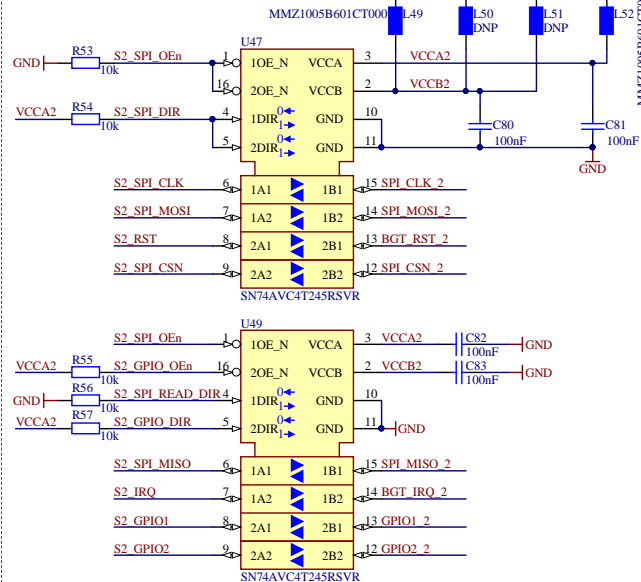 MMZ1005B601CT000 L49 L50 L51 L52
DNP DNP
MMZ1005B601CT0
U47
R53 S2_SPI_OEn 1 1OE_N VCCA 3 VCCA2
GND 10k
16 2OE_N VCCB 2 VCCB2
VCCA2 R54 S2_SPI_DIR 4 1DIR 0 1 GND 10
10k
5 2DIR 0 1 GND 11
C80 100nF
C81 100nF
GND
S2_SPI_CLK 6 1A1 1B1 15 SPI_CLK_2
S2_SPI_MOSI 7 1A2 1B2 14 SPI_MOSI_2
S2_RST 8 2A1 2B1 13 BGT_RST_2
S2_SPI_CSN 9 2A2 2B2 12 SPI_CSN_2
SN74AVC4T245RSVR
U49
S2_SPI_OEn 1 1OE_N VCCA 3 VCCA2 C82 GND
100nF
VCCA2 R55 S2_GPIO_OEn 16 2OE_N VCCB 2 VCCB2 C83 GND
10k 100nF
GND R56 S2_SPI_READ_DIR 4 1DIR 0 1 GND 10
10k
VCCA2 R57 S2_GPIO_DIR 5 2DIR 0 1 GND 11 GND
10k
S2_SPI_MISO 6 1A1 1B1 15 SPI_MISO_2
S2_IRQ 7 1A2 1B2 14 BGT_IRQ_2
S2_GPIO1 8 2A1 2B1 13 GPIO1_2
S2_GPIO2 9 2A2 2B2 12 GPIO2_2
SN74AVC4T245RSVR